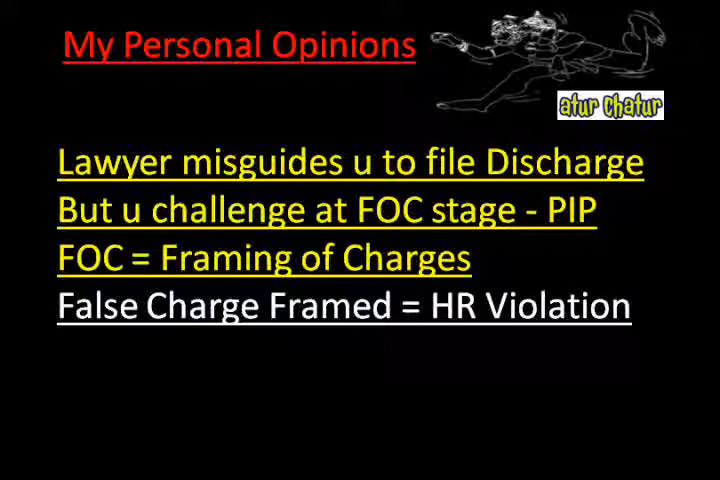 My Personal Opinions
atur chatur
Lawyer misguides u to file Discharge
But u challenge at FOC stage - PIP
FOC = Framing of Charges
False Charge Framed = HR Violation